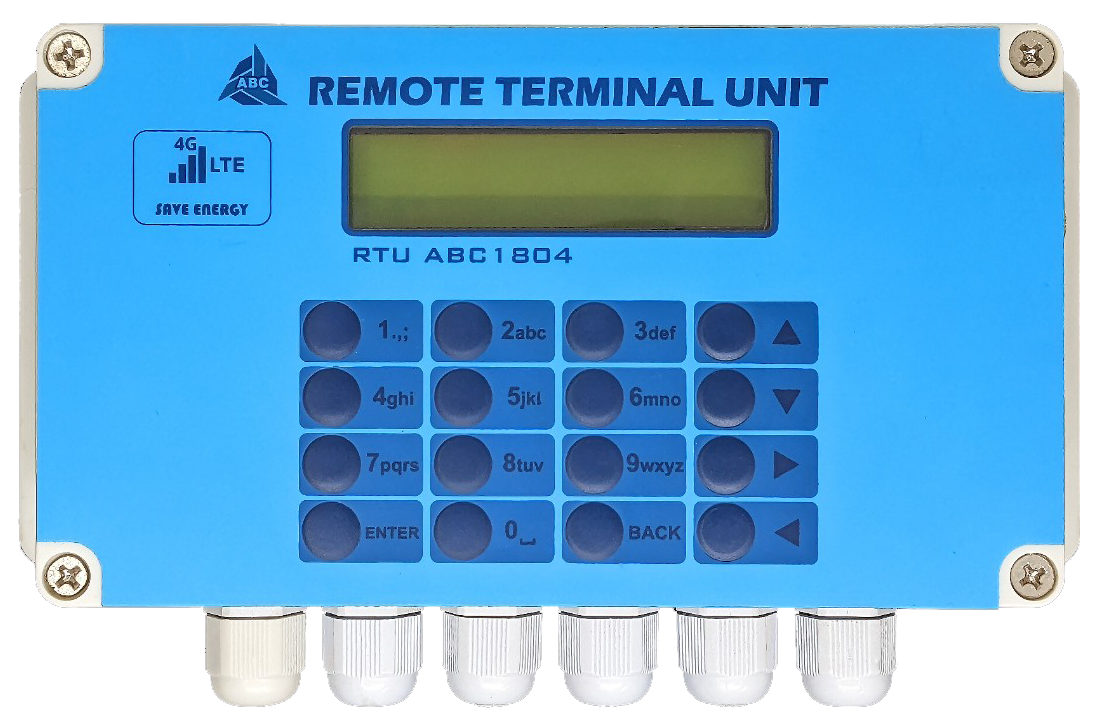 ABC
REMOTE TERMINAL UNIT
4G
LTE
SAVE ENERGY
RTU ABC1804
1.,; 2abc 3def ▲
4ghi 5jkl 6mno ▼
7pqrs 8tuv 9wxyz ▶
ENTER 0⎵ BACK ◀